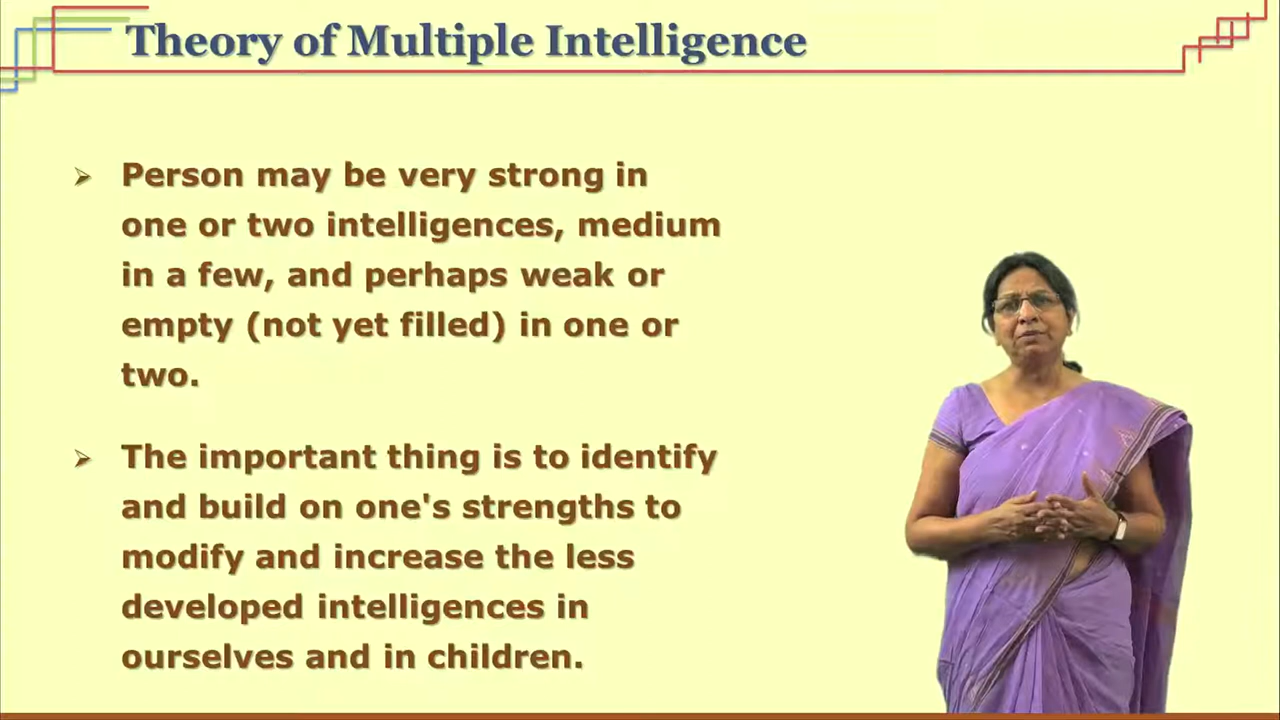 Theory of Multiple Intelligence
Person may be very strong in
one or two intelligences, medium
in a few, and perhaps weak or
empty (not yet filled) in one or
two.
The important thing is to identify
and build on one's strengths to
modify and increase the less
developed intelligences in
ourselves and in children.